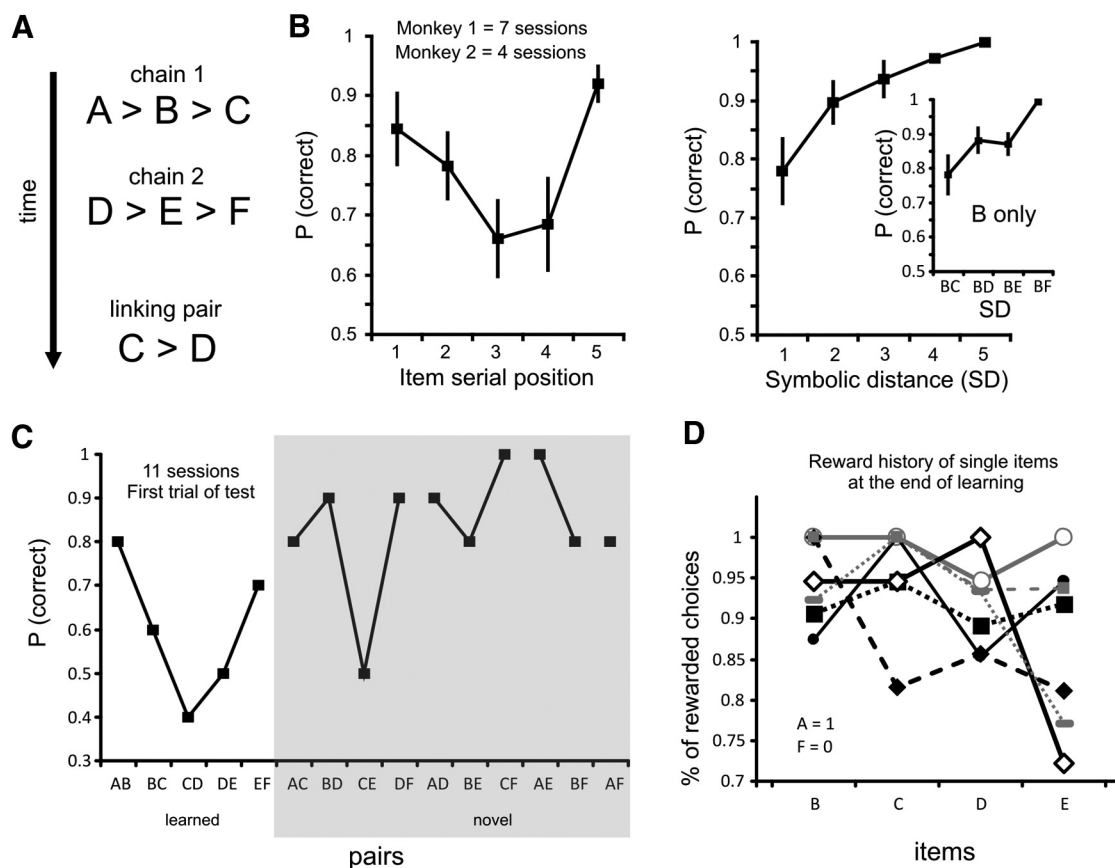 A
time
chain 1
A > B > C
chain 2
D > E > F
linking pair
C > D
B
Monkey 1 = 7 sessions
Monkey 2 = 4 sessions
P (correct)
1
0.9
0.8
0.7
0.6
0.5
1 2 3 4 5
Item serial position
P (correct)
1
0.9
0.8
0.7
0.6
0.5
1 2 3 4 5
Symbolic distance (SD)
P (correct)
1
0.9
0.8
0.7
0.6
0.5
B only
BC BD BE BF
SD
C
11 sessions
First trial of test
P (correct)
1
0.9
0.8
0.7
0.6
0.5
0.4
0.3
AB BC CD DE EF AC BD CE DF AD BE CF AE BF AF
learned novel
pairs
D
Reward history of single items
at the end of learning
% of rewarded choices
1
0.95
0.9
0.85
0.8
0.75
0.7
A = 1
F = 0
B C D E
items